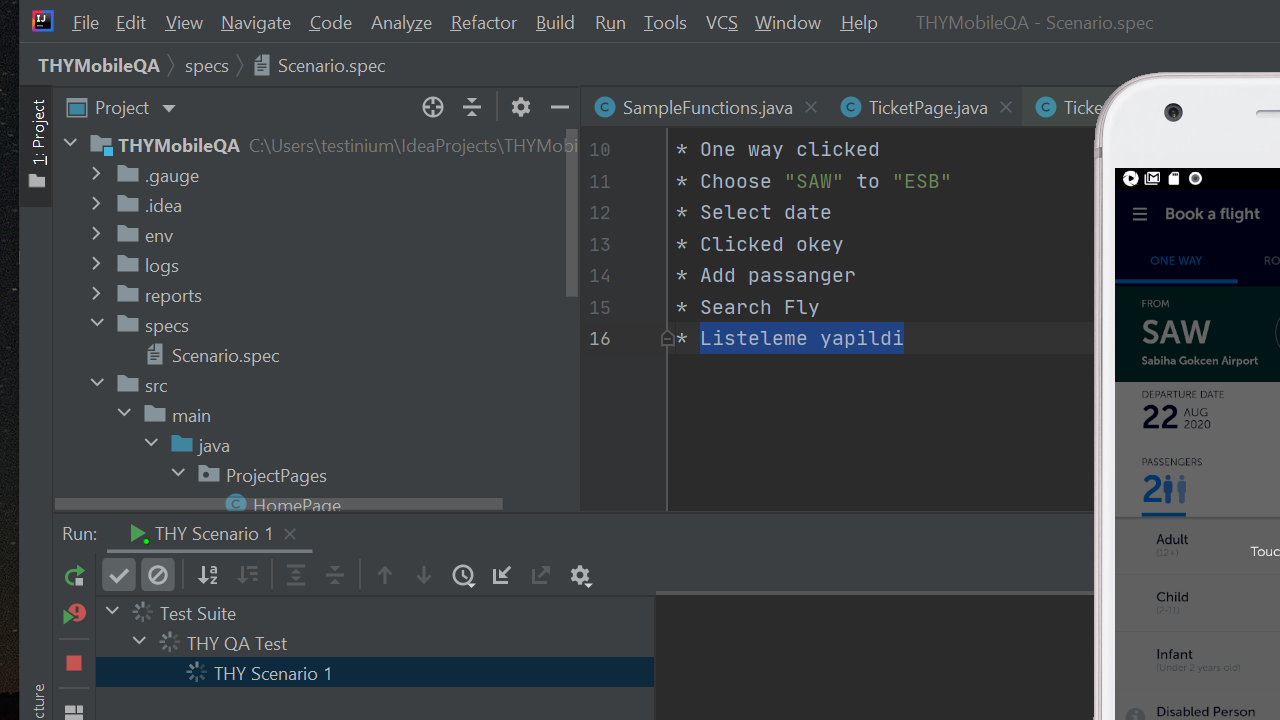 File Edit View Navigate Code Analyze Refactor Build Run Tools VCS Window Help THYMobileQA - Scenario.spec
THYMobileQA specs Scenario.spec
1: Project
Project
THYMobileQA C:\Users\testinium\IdeaProjects\THYMobi
.gauge
.idea
env
logs
reports
specs
Scenario.spec
src
main
java
ProjectPages
HomePage
SampleFunctions.java TicketPage.java Ticke
10 * One way clicked
11 * Choose "SAW" to "ESB"
12 * Select date
13 * Clicked okey
14 * Add passanger
15 * Search Fly
16 * Listeleme yapildi
Run: THY Scenario 1
Test Suite
THY QA Test
THY Scenario 1
cture
Book a flight
ONE WAY RO
FROM
SAW
Sabiha Gokcen Airport
DEPARTURE DATE
22 AUG
2020
PASSENGERS
2
Adult
(12+)
Touc
Child
(2-11)
Infant
(Under 2 years old)
Disabled Person